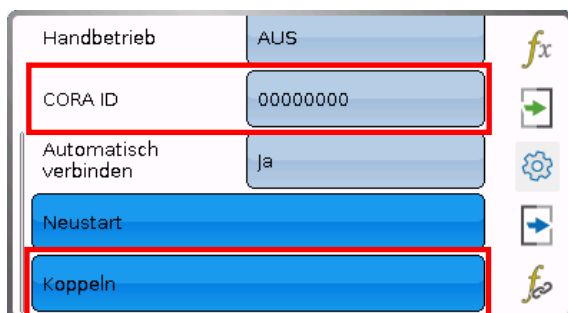 Handbetrieb AUS
CORA ID 00000000
Automatisch
verbinden Ja
Neustart
Koppeln